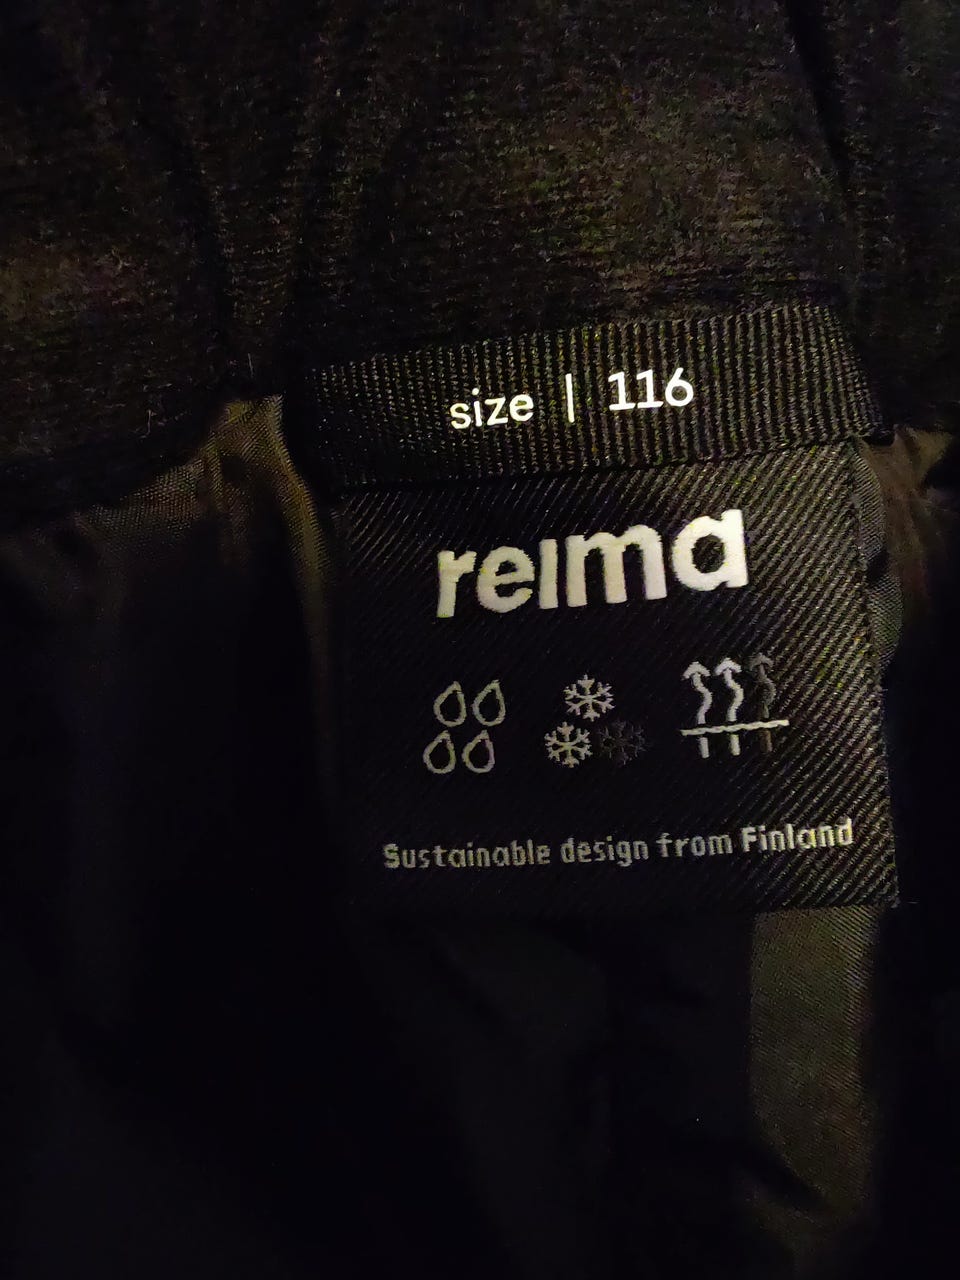 size | 116
reima
Sustainable design from Finland